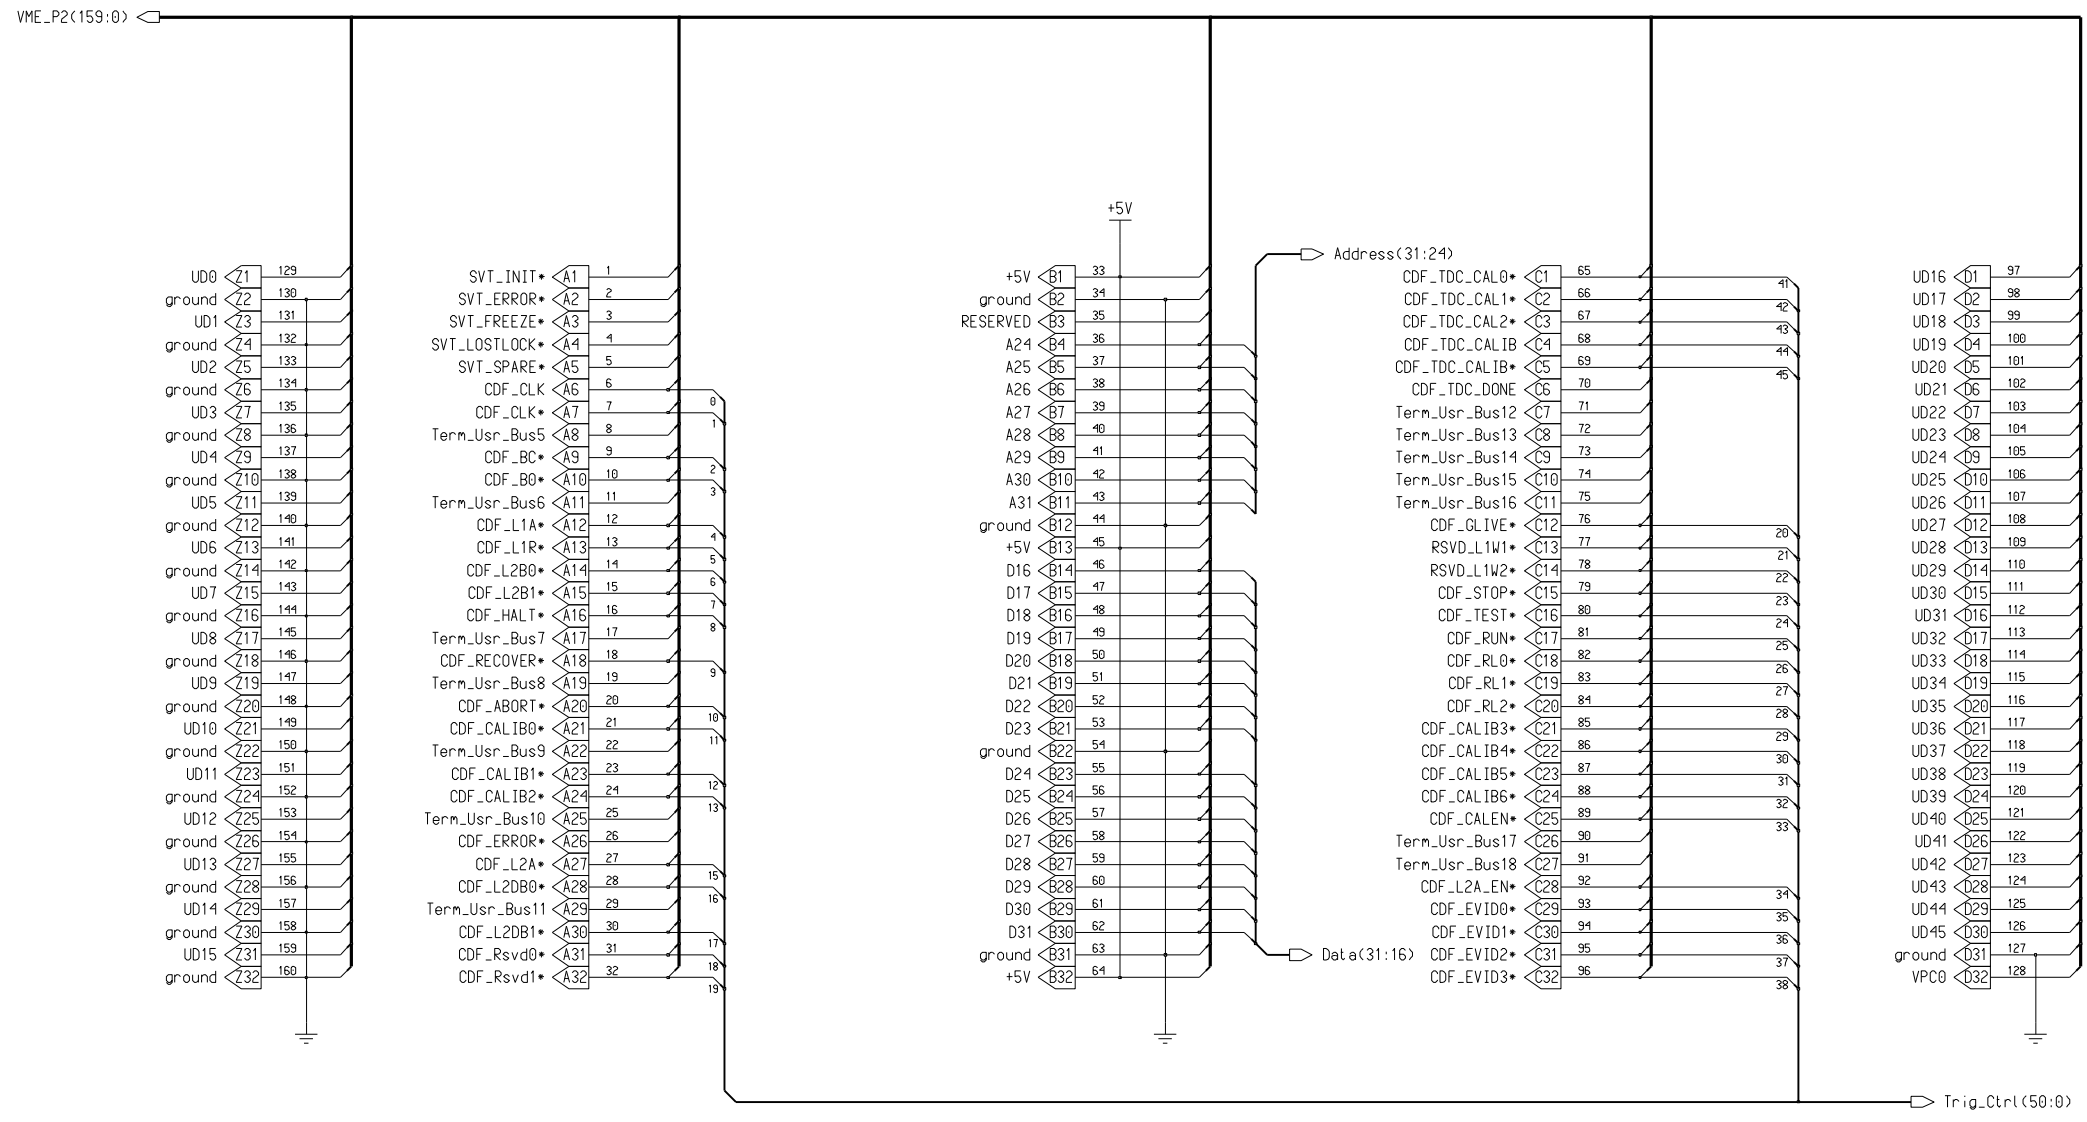 VME_P2(159:0)
+5V
Address(31:24)
UD0 Z1 129
ground Z2 130
UD1 Z3 131
ground Z4 132
UD2 Z5 133
ground Z6 134
UD3 Z7 135
ground Z8 136
UD4 Z9 137
ground Z10 138
UD5 Z11 139
ground Z12 140
UD6 Z13 141
ground Z14 142
UD7 Z15 143
ground Z16 144
UD8 Z17 145
ground Z18 146
UD9 Z19 147
ground Z20 148
UD10 Z21 149
ground Z22 150
UD11 Z23 151
ground Z24 152
UD12 Z25 153
ground Z26 154
UD13 Z27 155
ground Z28 156
UD14 Z29 157
ground Z30 158
UD15 Z31 159
ground Z32 160
SVT_INIT* A1 1
SVT_ERROR* A2 2
SVT_FREEZE* A3 3
SVT_LOSTLOCK* A4 4
SVT_SPARE* A5 5
CDF_CLK A6 6 0
CDF_CLK* A7 7 1
Term_Usr_Bus5 A8 8
CDF_BC* A9 9 2
CDF_B0* A10 10 3
Term_Usr_Bus6 A11 11
CDF_L1A* A12 12 4
CDF_L1R* A13 13 5
CDF_L2B0* A14 14 6
CDF_L2B1* A15 15 7
CDF_HALT* A16 16 8
Term_Usr_Bus7 A17 17
CDF_RECOVER* A18 18 9
Term_Usr_Bus8 A19 19
CDF_ABORT* A20 20 10
CDF_CALIB0* A21 21 11
Term_Usr_Bus9 A22 22
CDF_CALIB1* A23 23 12
CDF_CALIB2* A24 24 13
Term_Usr_Bus10 A25 25
CDF_ERROR* A26 26
CDF_L2A* A27 27 15
CDF_L2DB0* A28 28 16
Term_Usr_Bus11 A29 29
CDF_L2DB1* A30 30 17
CDF_Rsvd0* A31 31 18
CDF_Rsvd1* A32 32 19
+5V B1 33
ground B2 34
RESERVED B3 35
A24 B4 36
A25 B5 37
A26 B6 38
A27 B7 39
A28 B8 40
A29 B9 41
A30 B10 42
A31 B11 43
ground B12 44
+5V B13 45
D16 B14 46
D17 B15 47
D18 B16 48
D19 B17 49
D20 B18 50
D21 B19 51
D22 B20 52
D23 B21 53
ground B22 54
D24 B23 55
D25 B24 56
D26 B25 57
D27 B26 58
D28 B27 59
D29 B28 60
D30 B29 61
D31 B30 62
ground B31 63
+5V B32 64
Data(31:16)
CDF_TDC_CAL0* C1 65 41
CDF_TDC_CAL1* C2 66 42
CDF_TDC_CAL2* C3 67 43
CDF_TDC_CALIB C4 68 44
CDF_TDC_CALIB* C5 69 45
CDF_TDC_DONE C6 70
Term_Usr_Bus12 C7 71
Term_Usr_Bus13 C8 72
Term_Usr_Bus14 C9 73
Term_Usr_Bus15 C10 74
Term_Usr_Bus16 C11 75
CDF_GLIVE* C12 76 20
RSVD_L1W1* C13 77 21
RSVD_L1W2* C14 78 22
CDF_STOP* C15 79 23
CDF_TEST* C16 80 24
CDF_RUN* C17 81 25
CDF_RL0* C18 82 26
CDF_RL1* C19 83 27
CDF_RL2* C20 84 28
CDF_CALIB3* C21 85 29
CDF_CALIB4* C22 86 30
CDF_CALIB5* C23 87 31
CDF_CALIB6* C24 88 32
CDF_CALEN* C25 89 33
Term_Usr_Bus17 C26 90
Term_Usr_Bus18 C27 91
CDF_L2A_EN* C28 92 34
CDF_EVID0* C29 93 35
CDF_EVID1* C30 94 36
CDF_EVID2* C31 95 37
CDF_EVID3* C32 96 38
UD16 D1 97
UD17 D2 98
UD18 D3 99
UD19 D4 100
UD20 D5 101
UD21 D6 102
UD22 D7 103
UD23 D8 104
UD24 D9 105
UD25 D10 106
UD26 D11 107
UD27 D12 108
UD28 D13 109
UD29 D14 110
UD30 D15 111
UD31 D16 112
UD32 D17 113
UD33 D18 114
UD34 D19 115
UD35 D20 116
UD36 D21 117
UD37 D22 118
UD38 D23 119
UD39 D24 120
UD40 D25 121
UD41 D26 122
UD42 D27 123
UD43 D28 124
UD44 D29 125
UD45 D30 126
ground D31 127
VPC0 D32 128
Trig_Ctrl(50:0)